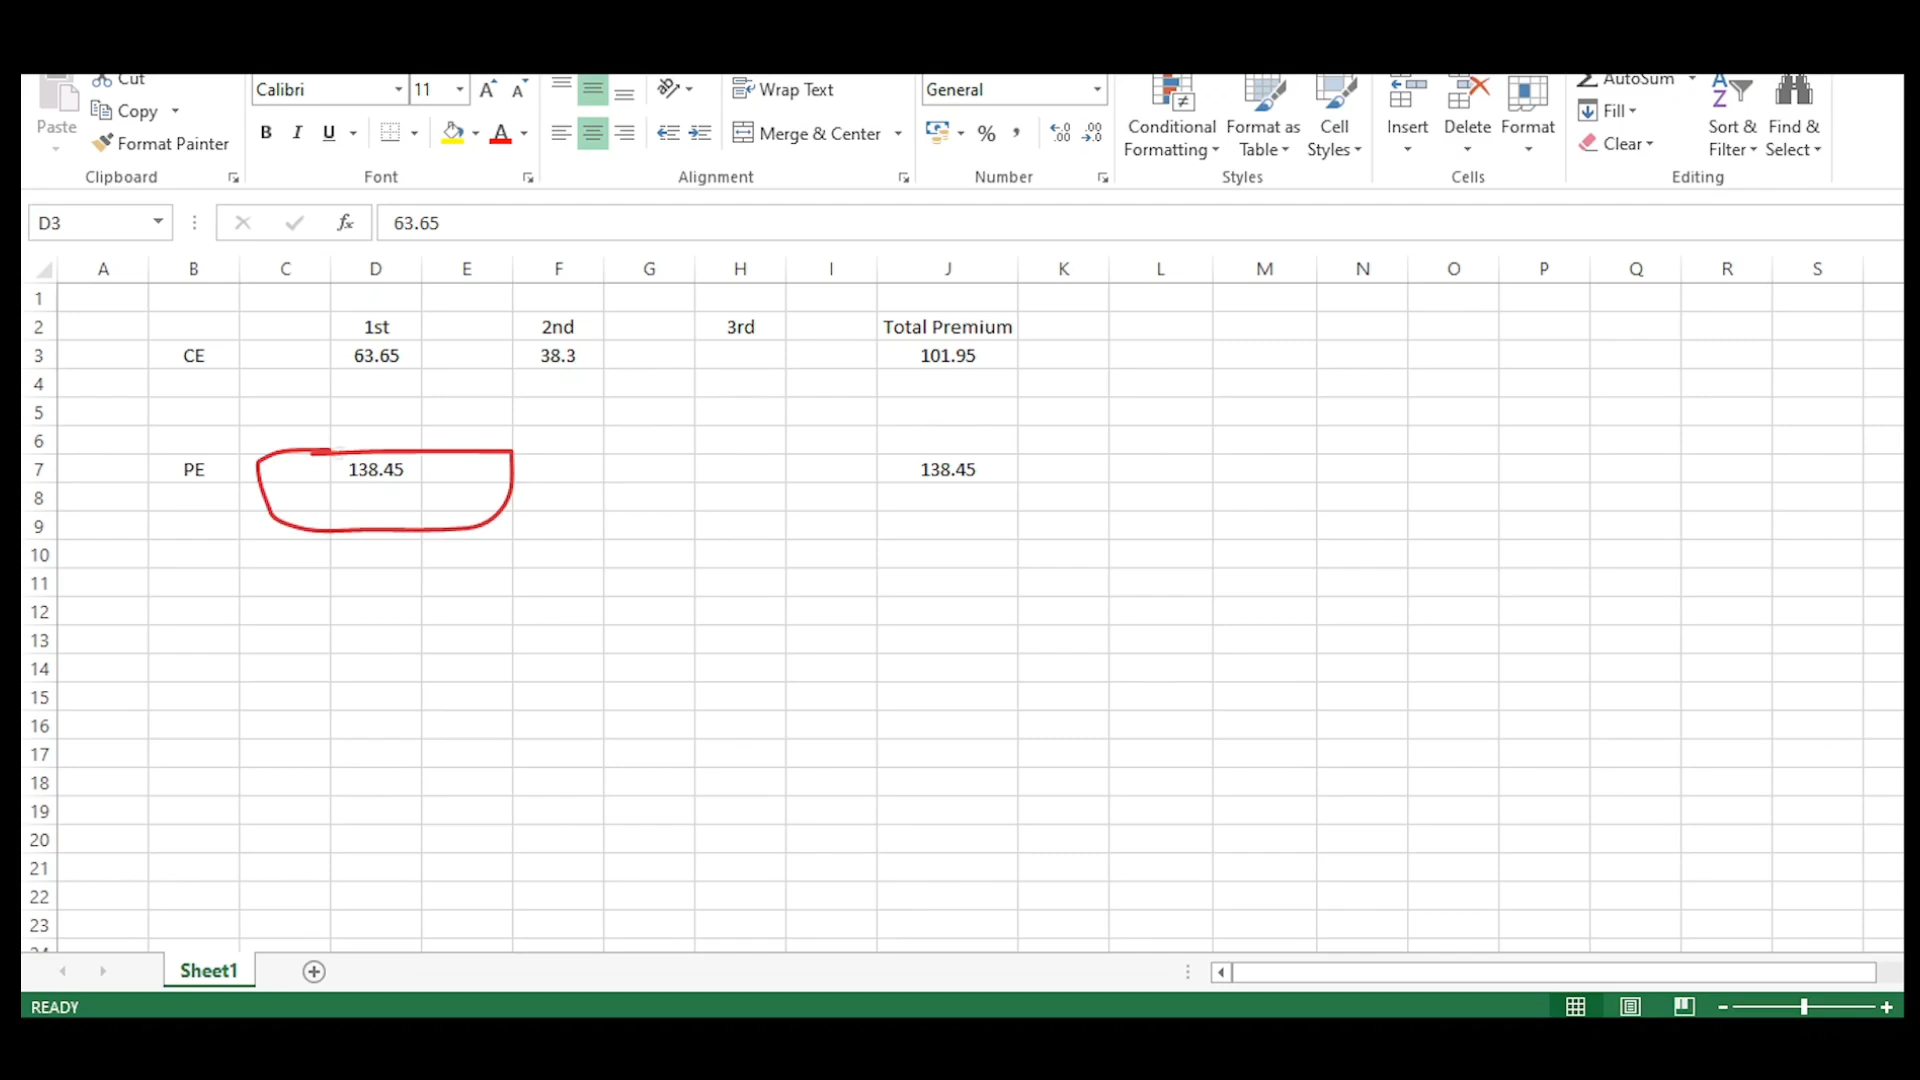 Cut
Copy
Paste
Format Painter
Clipboard
Calibri 11 A A
B I U A
Font
Wrap Text
Merge & Center
Alignment
General
% , .0 .00
Number
Conditional Formatting
Format as Table
Cell Styles
Styles
Insert
Delete
Format
Cells
AutoSum
Fill
Clear
Sort & Filter
Find & Select
Editing
D3 fx 63.65
A B C D E F G H I J K L M N O P Q R S
1
2 1st 2nd 3rd Total Premium
3 CE 63.65 38.3 101.95
4
5
6
7 PE 138.45 138.45
8
9
10
11
12
13
14
15
16
17
18
19
20
21
22
23
Sheet1
READY